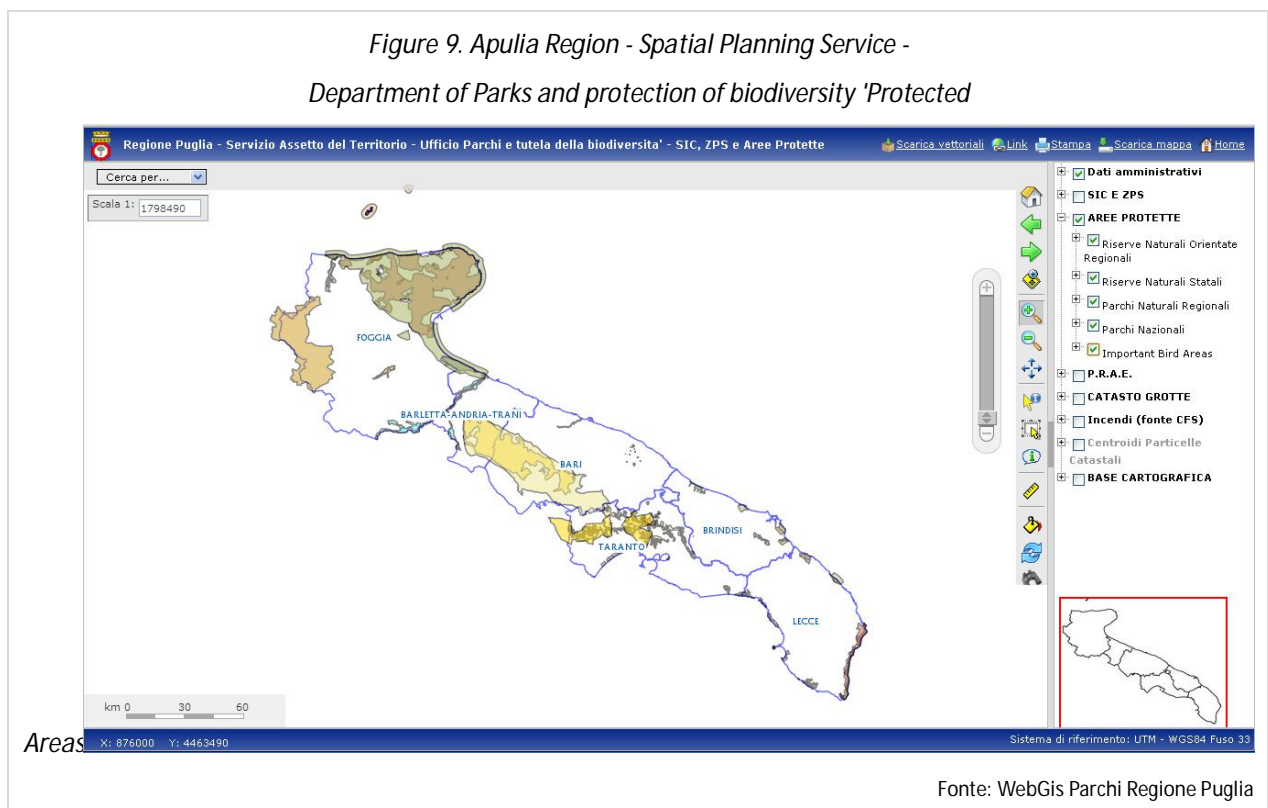 Figure 9. Apulia Region - Spatial Planning Service -
Department of Parks and protection of biodiversity 'Protected
Regione Puglia - Servizio Assetto del Territorio - Ufficio Parchi e tutela della biodiversita' - SIC, ZPS e Aree Protette
Scarica vettoriali Link Stampa Scarica mappa Home
Cerca per...
Scala 1: 1798490
Dati amministrativi
SIC E ZPS
AREE PROTETTE
Riserve Naturali Orientate
Regionali
Riserve Naturali Statali
Parchi Naturali Regionali
Parchi Nazionali
Important Bird Areas
P.R.A.E.
CATASTO GROTTE
Incendi (fonte CFS)
Centroidi Particelle
Catastali
BASE CARTOGRAFICA
FOGGIA
BARLETTA-ANDRIA-TRANI
BARI
BRINDISI
TARANTO
LECCE
km 0 30 60
Areas
X: 876000 Y: 4463490
Sistema di riferimento: UTM - WGS84 Fuso 33
Fonte: WebGis Parchi Regione Puglia